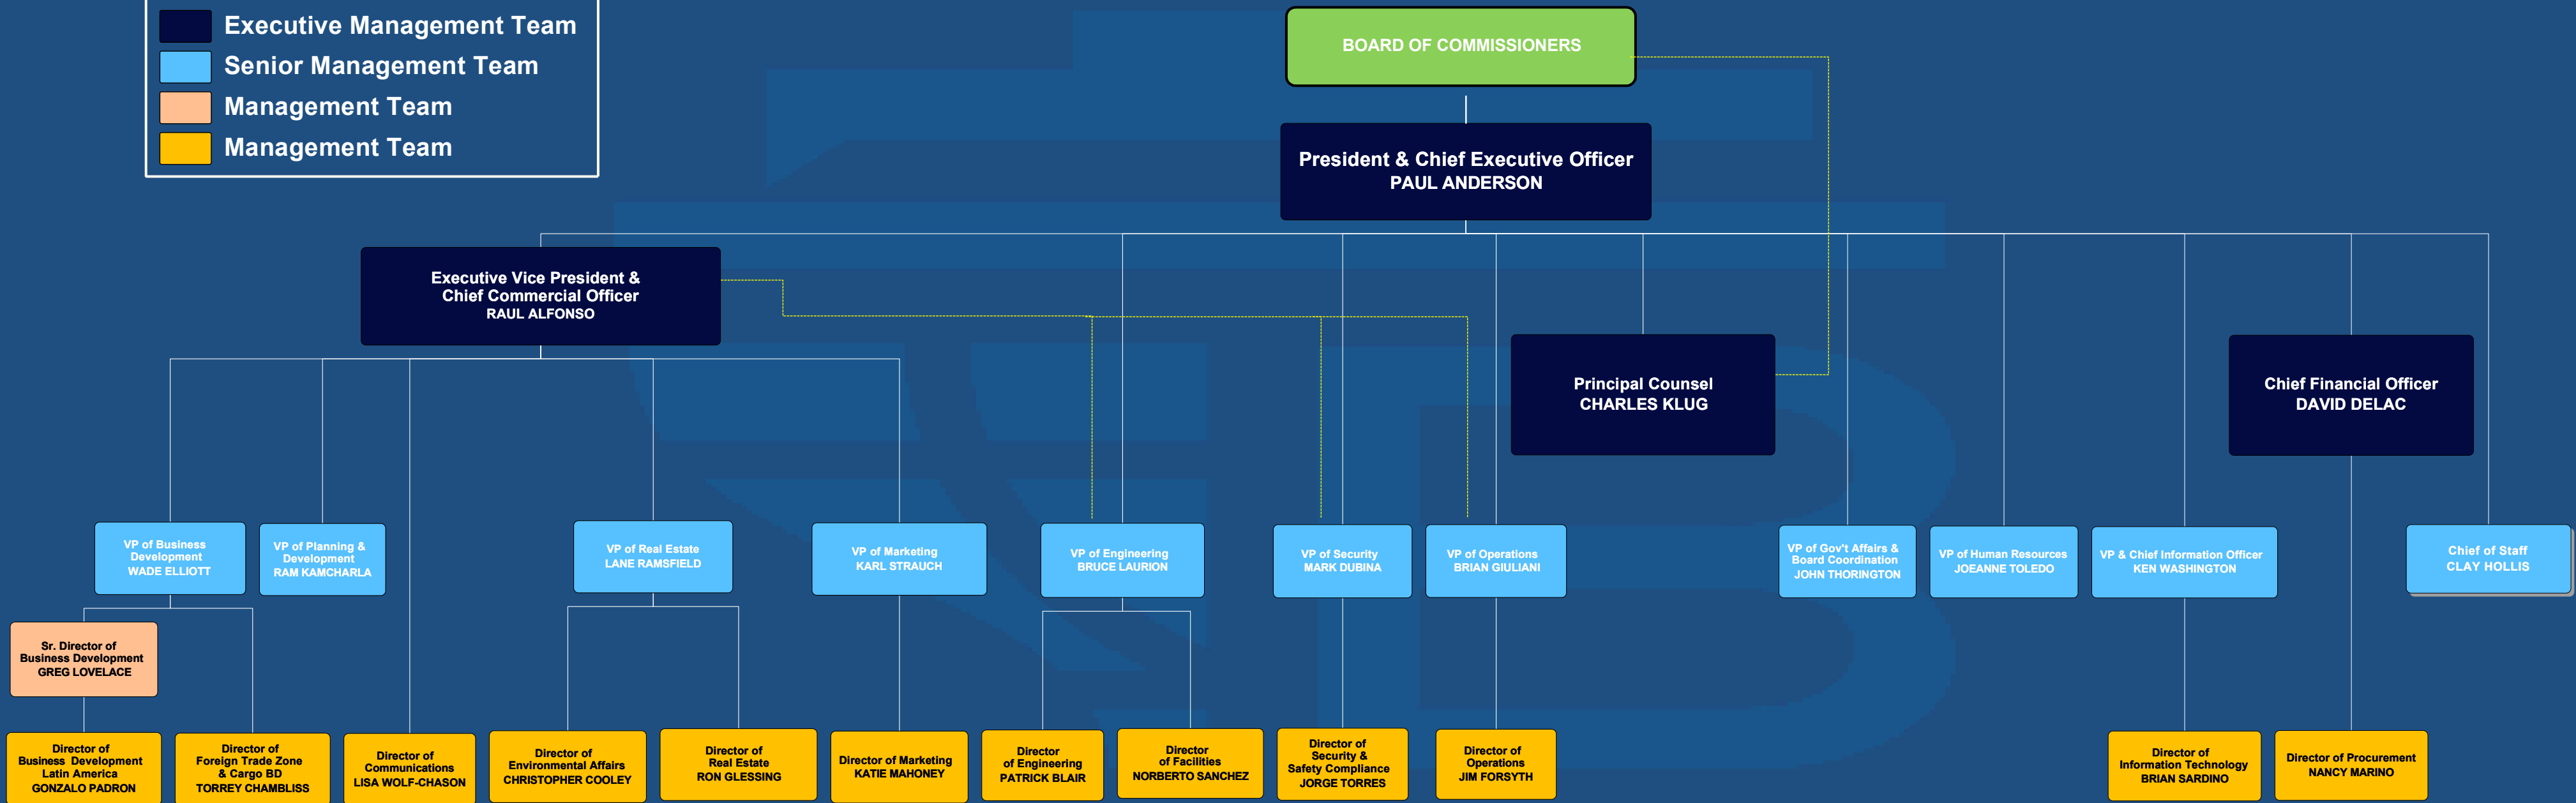 Executive Management Team
Senior Management Team
Management Team
Management Team
BOARD OF COMMISSIONERS
President & Chief Executive Officer
PAUL ANDERSON
Executive Vice President &
Chief Commercial Officer
RAUL ALFONSO
Principal Counsel
CHARLES KLUG
Chief Financial Officer
DAVID DELAC
VP of Business
Development
WADE ELLIOTT
VP of Planning &
Development
RAM KAMCHARLA
VP of Real Estate
LANE RAMSFIELD
VP of Marketing
KARL STRAUCH
VP of Engineering
BRUCE LAURION
VP of Security
MARK DUBINA
VP of Operations
BRIAN GIULIANI
VP of Gov't Affairs &
Board Coordination
JOHN THORINGTON
VP of Human Resources
JOEANNE TOLEDO
VP & Chief Information Officer
KEN WASHINGTON
Chief of Staff
CLAY HOLLIS
Sr. Director of
Business Development
GREG LOVELACE
Director of
Business Development
Latin America
GONZALO PADRON
Director of
Foreign Trade Zone
& Cargo BD
TORREY CHAMBLISS
Director of
Communications
LISA WOLF-CHASON
Director of
Environmental Affairs
CHRISTOPHER COOLEY
Director of
Real Estate
RON GLESSING
Director of Marketing
KATIE MAHONEY
Director
of Engineering
PATRICK BLAIR
Director
of Facilities
NORBERTO SANCHEZ
Director of
Security &
Safety Compliance
JORGE TORRES
Director of
Operations
JIM FORSYTH
Director of
Information Technology
BRIAN SARDINO
Director of Procurement
NANCY MARINO